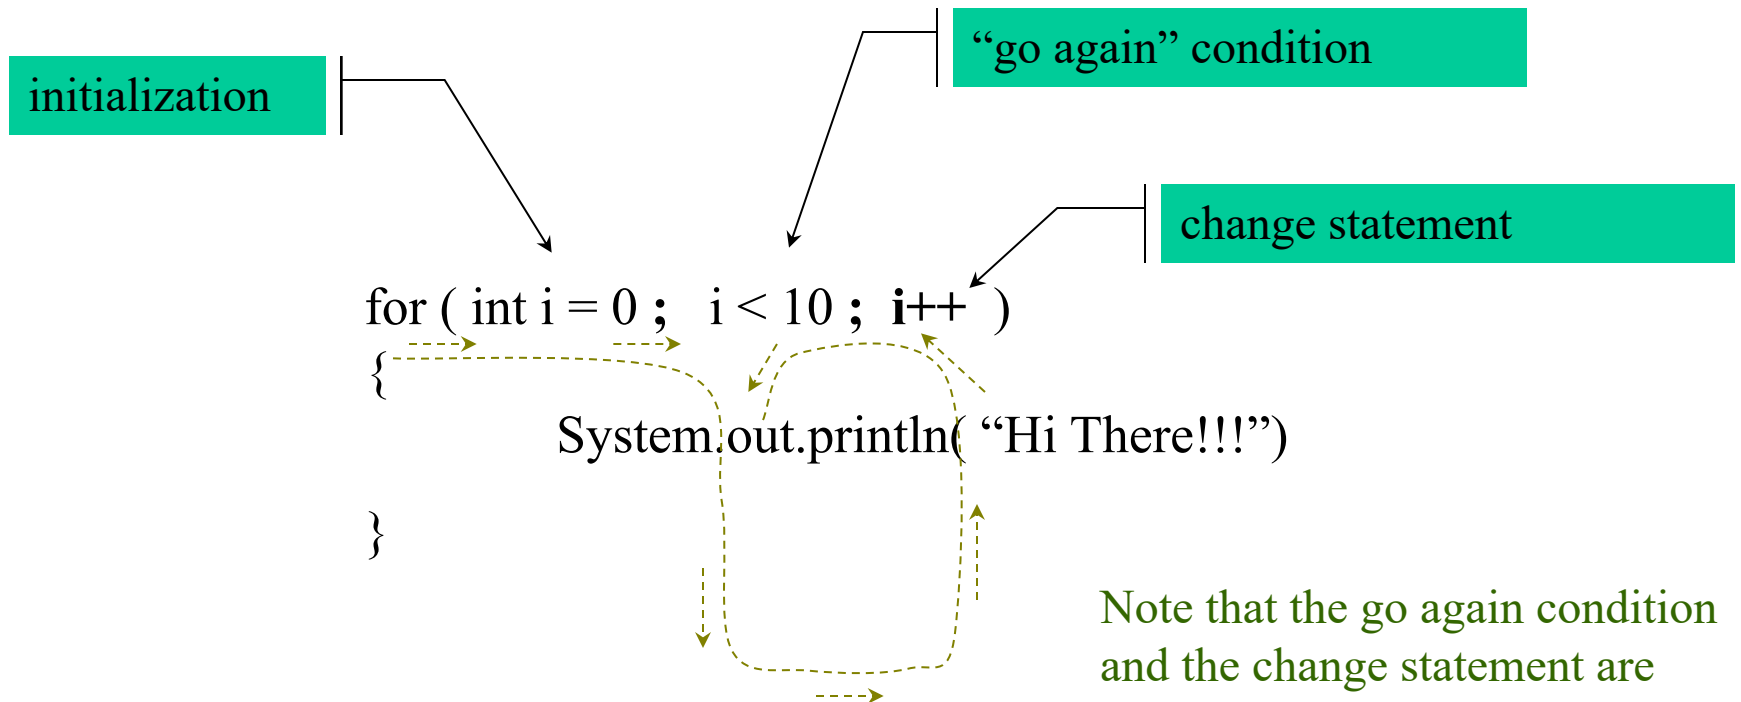 “go again” condition
initialization
change statement
for ( int i = 0 ; i < 10 ; i++ )
{
System.out.println( “Hi There!!!”)
}
Note that the go again condition
and the change statement are